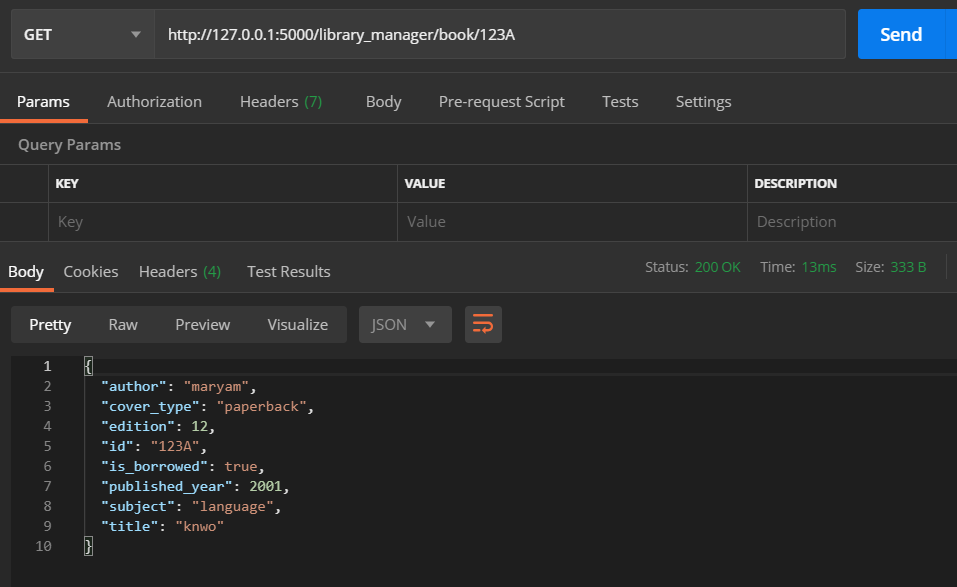 GET http://127.0.0.1:5000/library_manager/book/123A Send
Params Authorization Headers (7) Body Pre-request Script Tests Settings
Query Params
KEY VALUE DESCRIPTION
Key Value Description
Body Cookies Headers (4) Test Results Status: 200 OK Time: 13ms Size: 333 B
Pretty Raw Preview Visualize JSON
1 {
2 "author": "maryam",
3 "cover_type": "paperback",
4 "edition": 12,
5 "id": "123A",
6 "is_borrowed": true,
7 "published_year": 2001,
8 "subject": "language",
9 "title": "knwo"
10 }